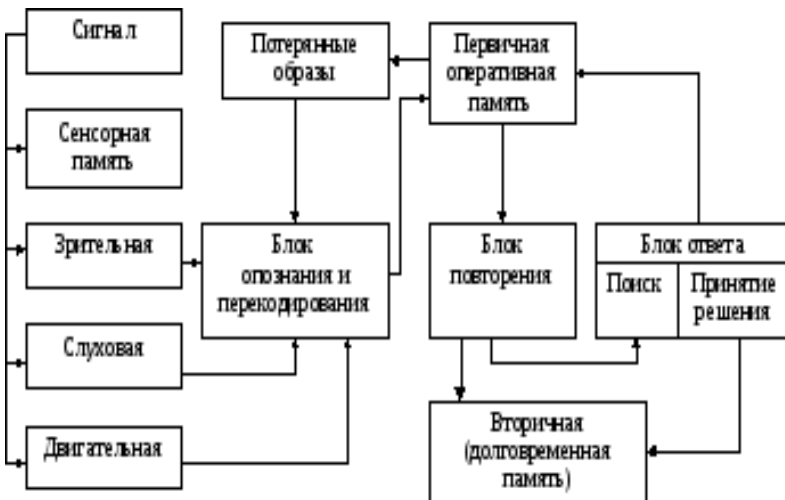 Сигнал
Сенсорная
память
Зрительная
Слуховая
Двигательная
Потерянные
образы
Блок
опознания и
перекодирования
Первичная
оперативная
память
Блок
повторения
Блок ответа
Поиск
Принятие
решения
Вторичная
(долговременная
память)